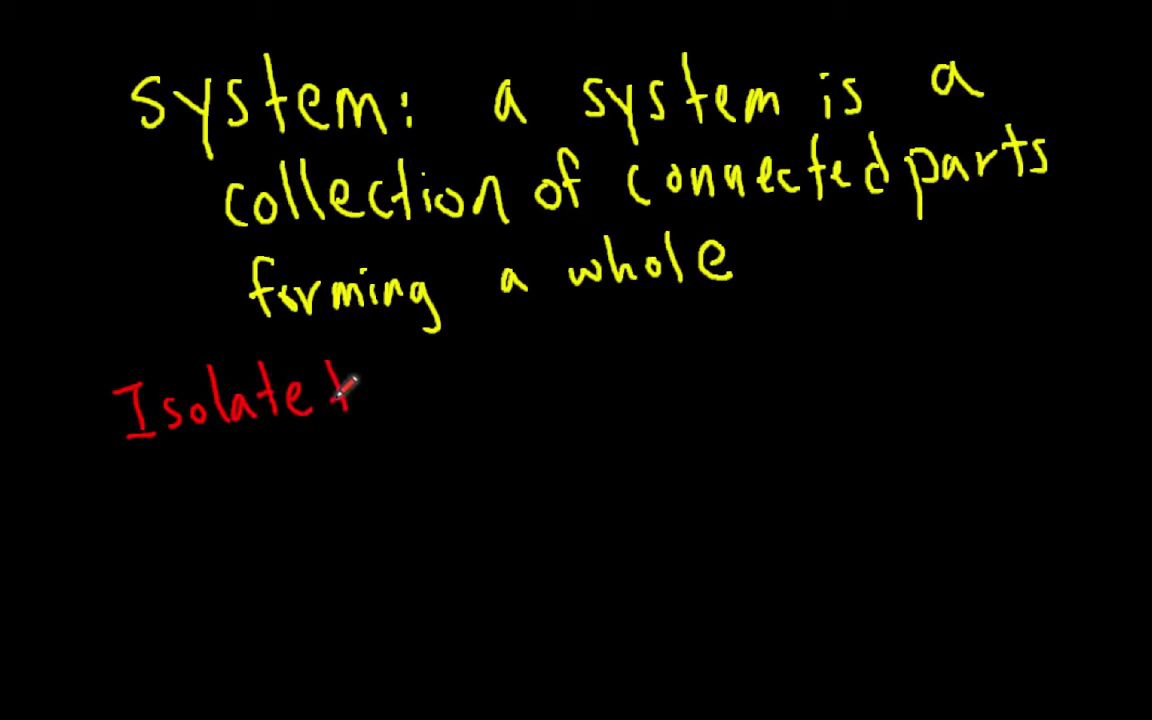 system: a system is a
collection of connected parts
forming a whole
Isolate